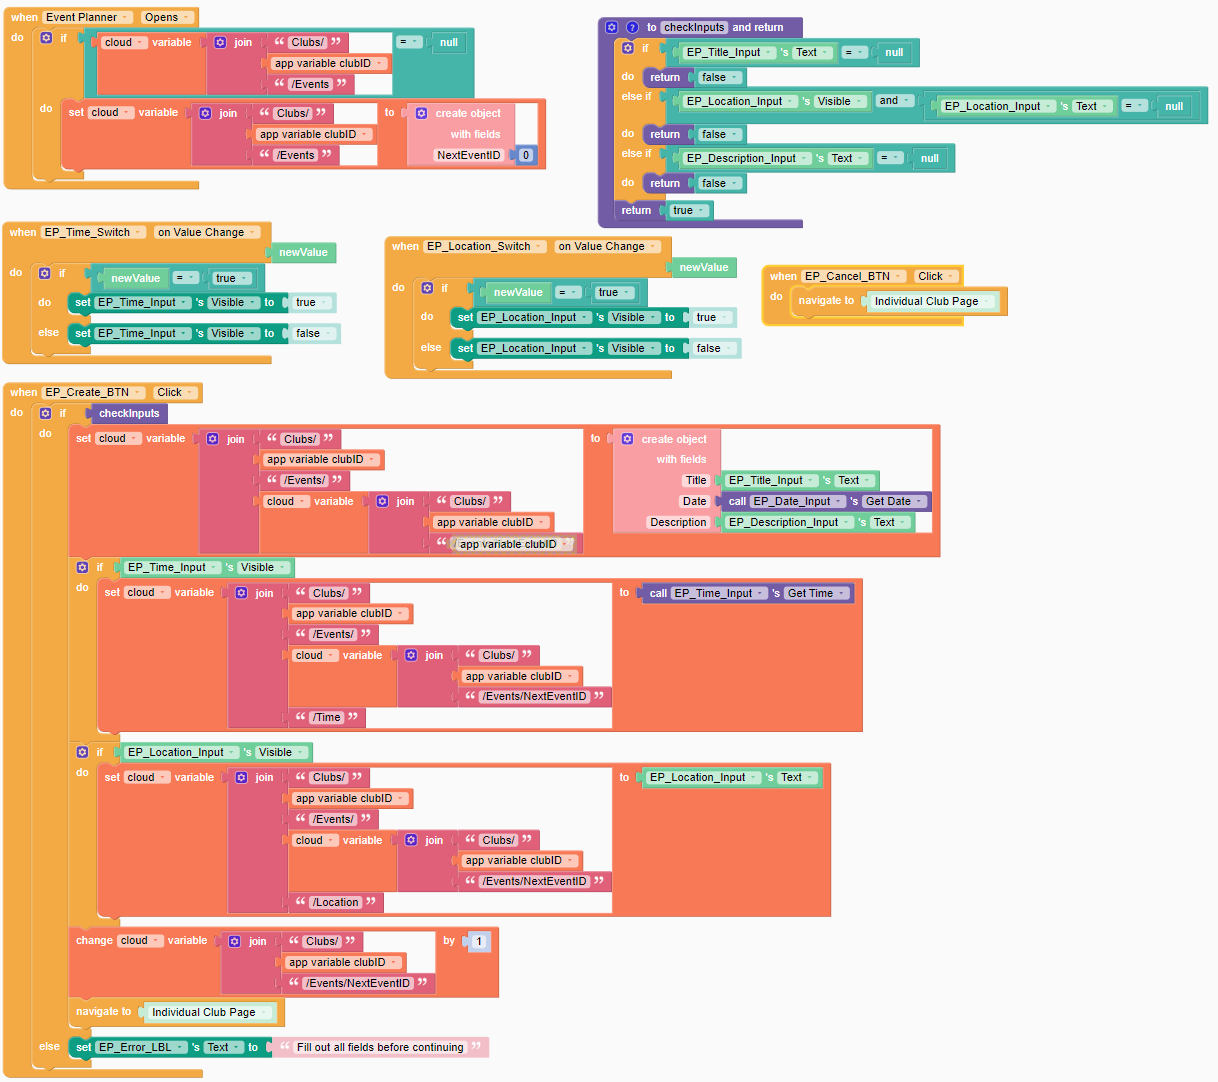 when Event Planner Opens
do if cloud variable join “ Clubs/ ” = null
app variable clubID
“ /Events ”
do set cloud variable join “ Clubs/ ” to create object
app variable clubID with fields
“ /Events ” NextEventID 0
to checkInputs and return
if EP_Title_Input 's Text = null
do return false
else if EP_Location_Input 's Visible and EP_Location_Input 's Text = null
do return false
else if EP_Description_Input 's Text = null
do return false
return true
when EP_Time_Switch on Value Change
newValue
do if newValue = true
do set EP_Time_Input 's Visible to true
else set EP_Time_Input 's Visible to false
when EP_Location_Switch on Value Change
newValue
do if newValue = true
do set EP_Location_Input 's Visible to true
else set EP_Location_Input 's Visible to false
when EP_Cancel_BTN Click
do navigate to Individual Club Page
when EP_Create_BTN Click
do if checkInputs
do set cloud variable join “ Clubs/ ” to create object
app variable clubID with fields
“ /Events/ ” Title EP_Title_Input 's Text
cloud variable join “ Clubs/ ” Date call EP_Date_Input 's Get Date
app variable clubID Description EP_Description_Input 's Text
app variable clubID
if EP_Time_Input 's Visible
do set cloud variable join “ Clubs/ ” to call EP_Time_Input 's Get Time
app variable clubID
“ /Events/ ”
cloud variable join “ Clubs/ ”
app variable clubID
“ /Events/NextEventID ”
“ /Time ”
if EP_Location_Input 's Visible
do set cloud variable join “ Clubs/ ” to EP_Location_Input 's Text
app variable clubID
“ /Events/ ”
cloud variable join “ Clubs/ ”
app variable clubID
“ /Events/NextEventID ”
“ /Location ”
change cloud variable join “ Clubs/ ” by 1
app variable clubID
“ /Events/NextEventID ”
navigate to Individual Club Page
else set EP_Error_LBL 's Text to “ Fill out all fields before continuing ”